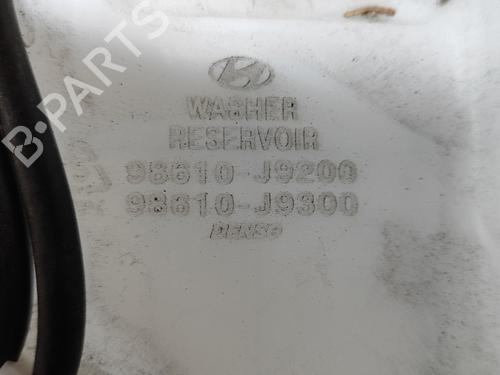 WASHER
RESERVOIR
98610-J9200
98610-J9300
DENSO
B-PARTS